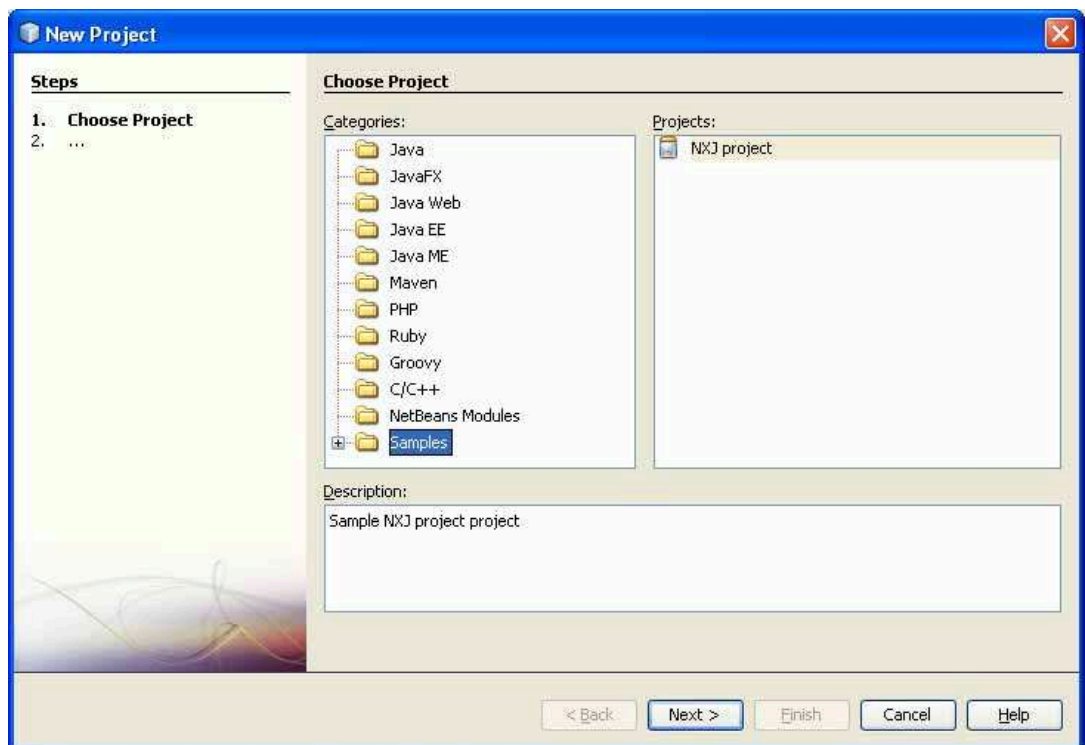 New Project
Steps
1. Choose Project
2. ...
Choose Project
Categories:
Java
JavaFX
Java Web
Java EE
Java ME
Maven
PHP
Ruby
Groovy
C/C++
NetBeans Modules
Samples
Projects:
NXJ project
Description:
Sample NXJ project project
< Back
Next >
Finish
Cancel
Help